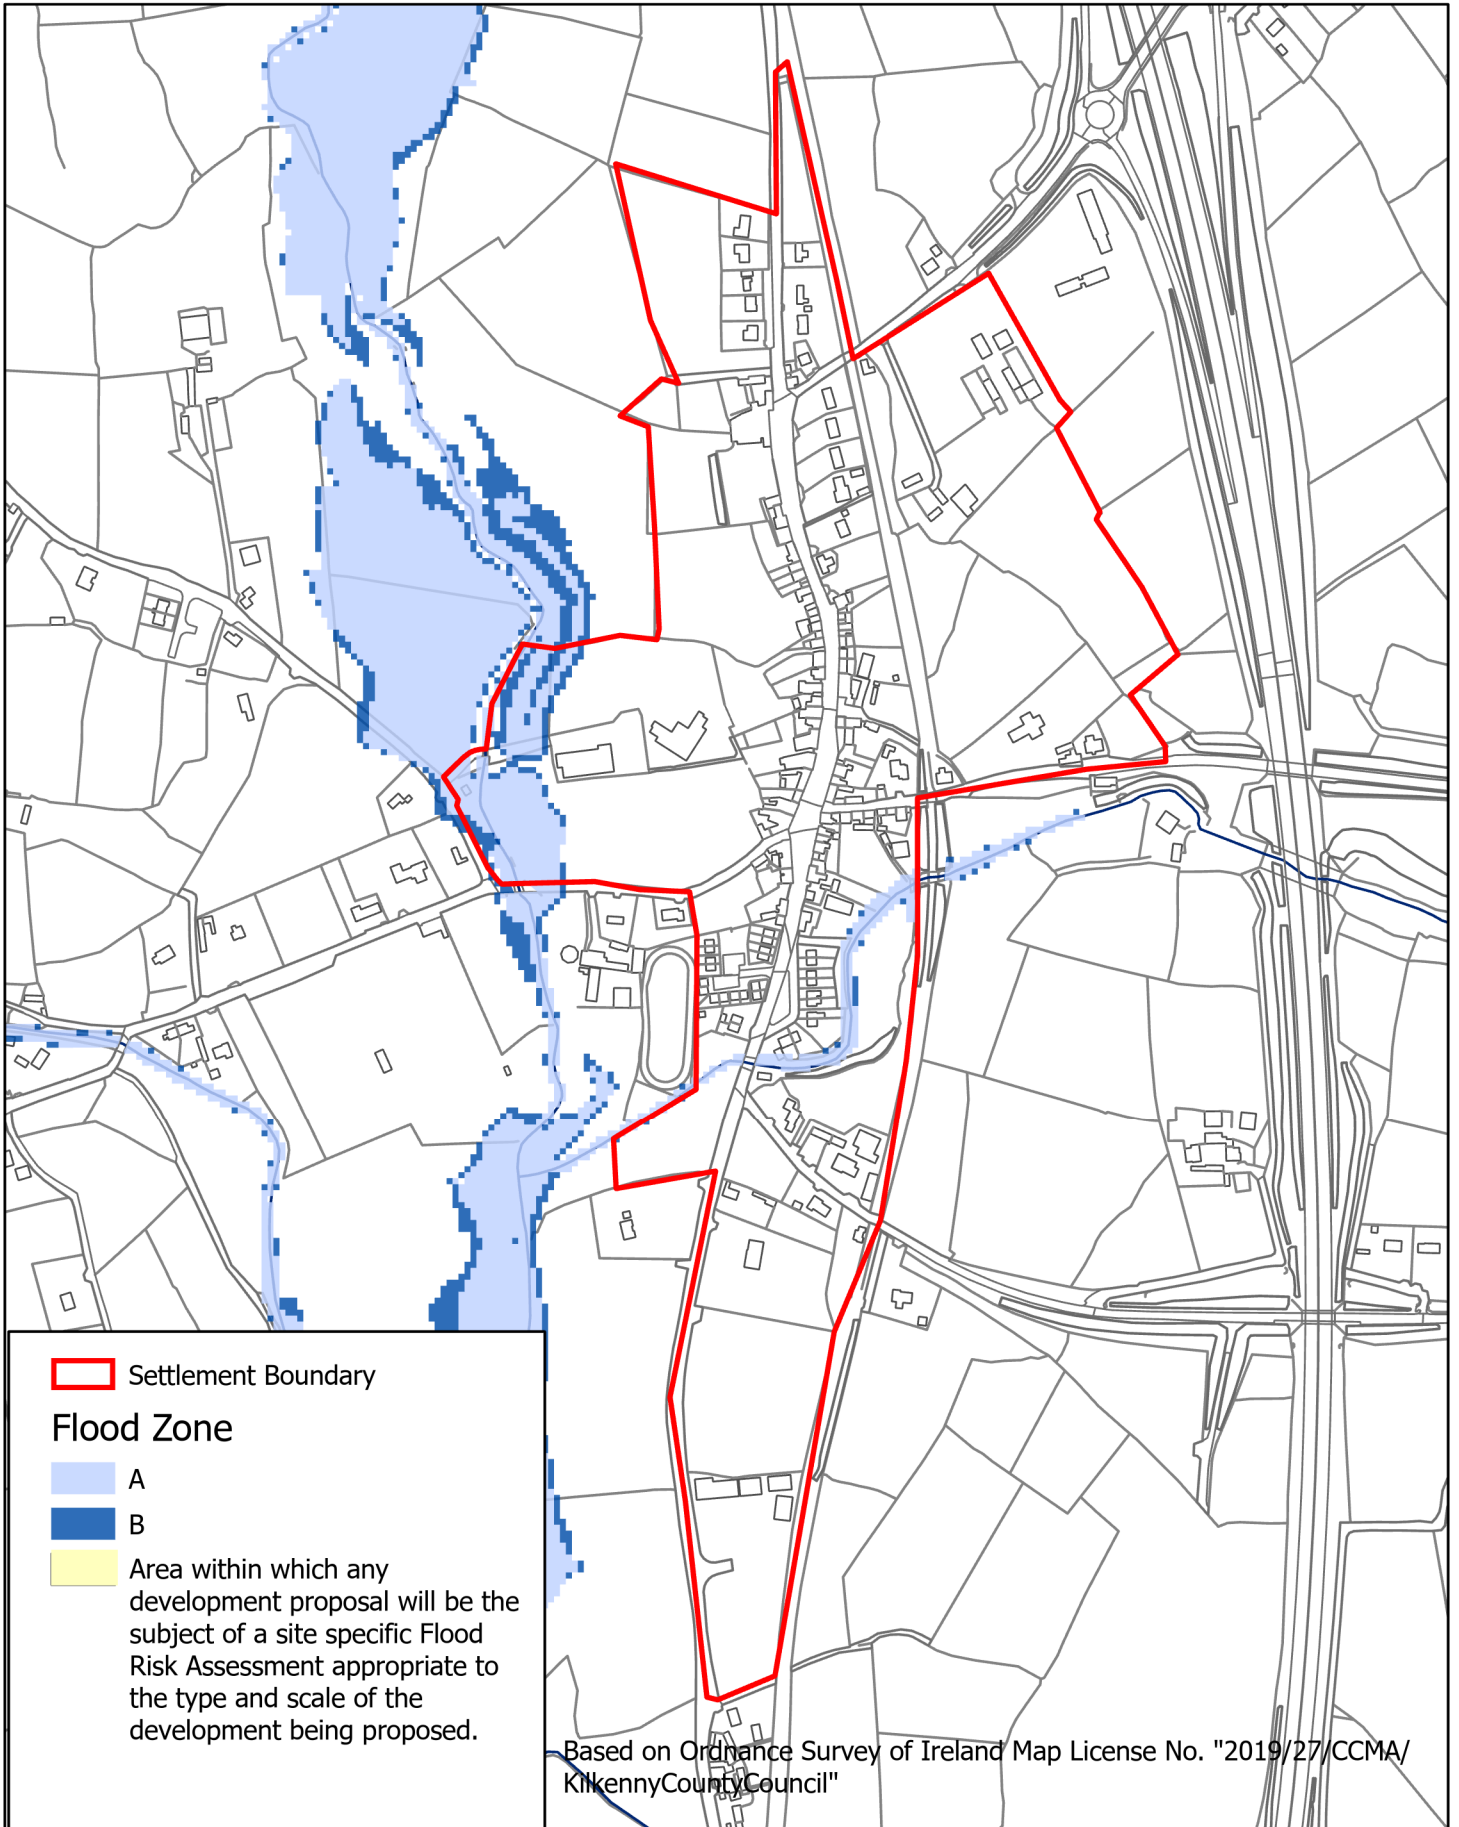 Settlement Boundary
Flood Zone
A
B
Area within which any
development proposal will be the
subject of a site specific Flood
Risk Assessment appropriate to
the type and scale of the
development being proposed.
Based on Ordnance Survey of Ireland Map License No. "2019/27/CCMA/
KilkennyCountyCouncil"